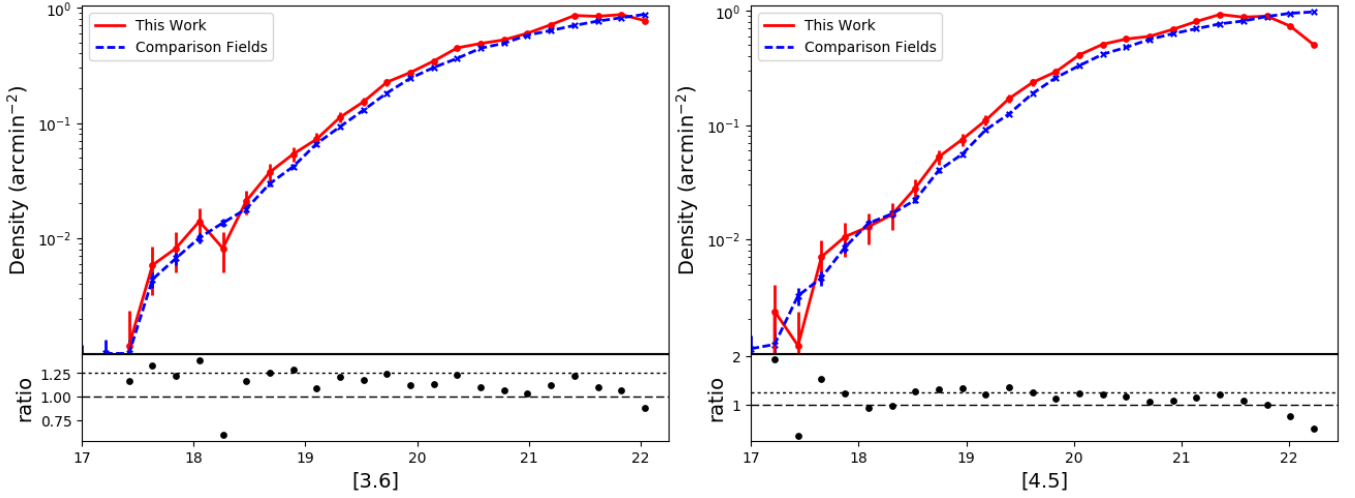 This Work
Comparison Fields
Density (arcmin⁻²)
10⁰
10⁻¹
10⁻²
ratio
1.25
1.00
0.75
17 18 19 20 21 22
[3.6]
This Work
Comparison Fields
Density (arcmin⁻²)
10⁰
10⁻¹
10⁻²
ratio
2
1
17 18 19 20 21 22
[4.5]